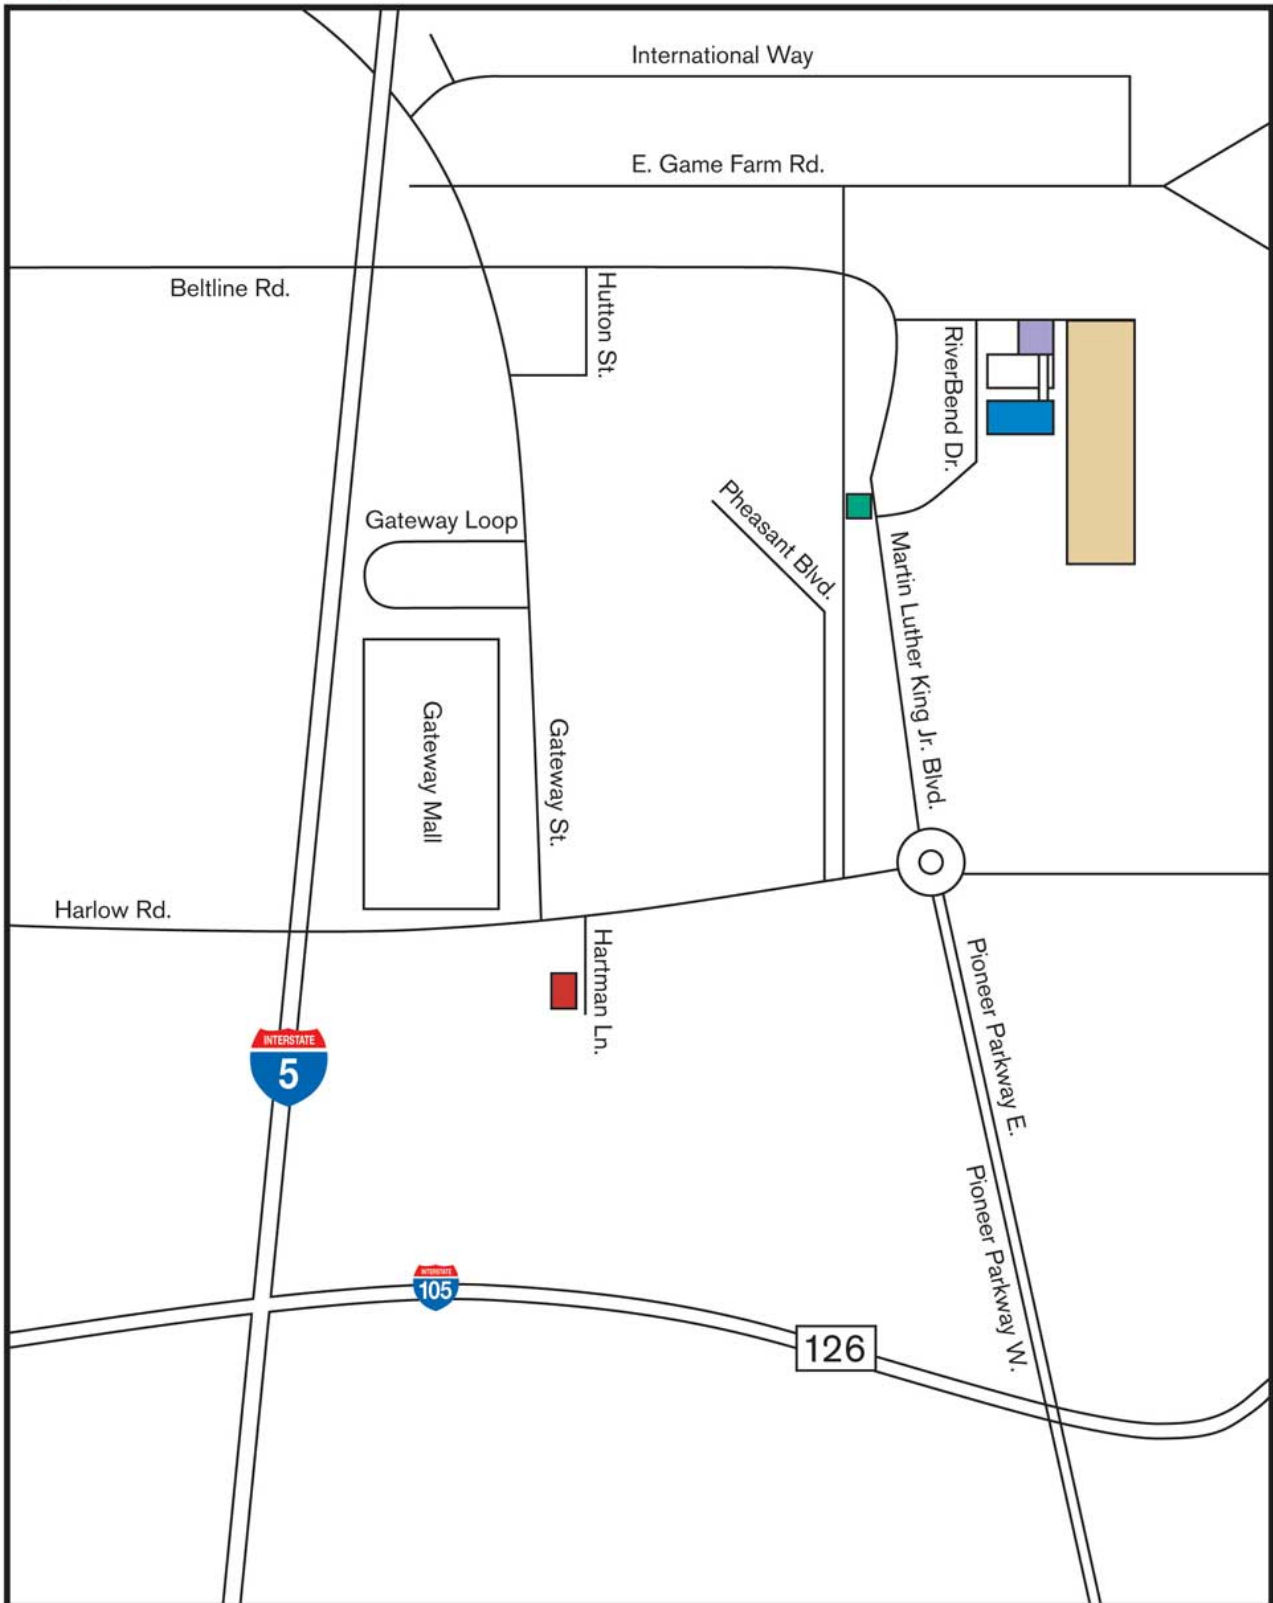 International Way
E. Game Farm Rd.
Beltline Rd.
Hutton St.
RiverBend Dr.
Pheasant Blvd.
Gateway Loop
Martin Luther King Jr. Blvd.
Gateway Mall
Gateway St.
Harlow Rd.
Hartman Ln.
Pioneer Parkway E.
INTERSTATE
5
Pioneer Parkway W.
INTERSTATE
105
126